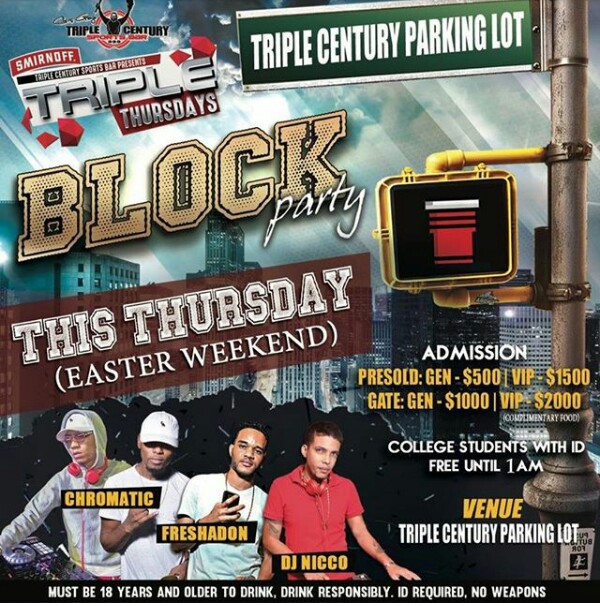 TRIPLE CENTURY
SPORTS BAR
SMIRNOFF.
TRIPLE CENTURY SPORTS BAR PRESENTS
TRIPLE
THURSDAYS
TRIPLE CENTURY PARKING LOT
BLOCK
party
THIS THURSDAY
(EASTER WEEKEND)
ADMISSION
PRESOLD: GEN - $500 | VIP - $1500
GATE: GEN - $1000 | VIP - $2000
(COMPLIMENTARY FOOD)
COLLEGE STUDENTS WITH ID
FREE UNTIL 1AM
VENUE
TRIPLE CENTURY PARKING LOT
CHROMATIC
FRESHADON
DJ NICCO
MUST BE 18 YEARS AND OLDER TO DRINK, DRINK RESPONSIBLY. ID REQUIRED, NO WEAPONS